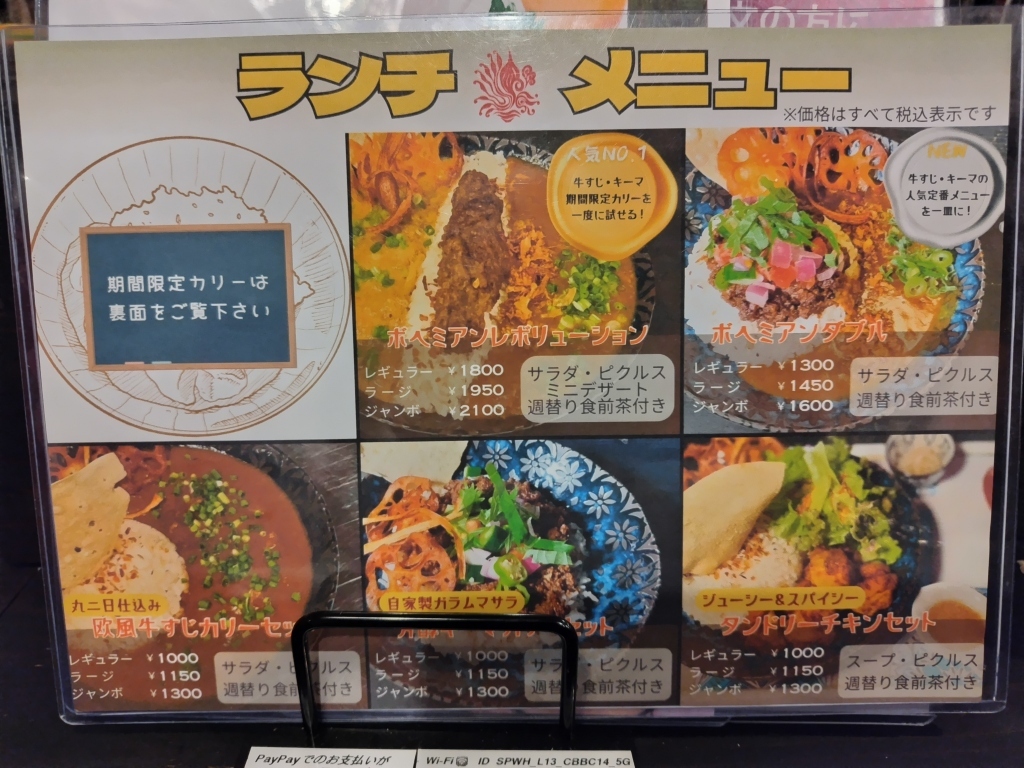 文の方に
ランチ メニュー
※価格はすべて税込表示です
期間限定カリーは
裏面をご覧下さい
人気NO.1
牛すじ・キーマ
期間限定カリーを
一度に試せる！
ボヘミアンレボリューション
レギュラー ￥1800
ラージ ￥1950
ジャンボ ￥2100
サラダ・ピクルス
ミニデザート
週替り食前茶付き
NEW
牛すじ・キーマの
人気定番メニュー
を一皿に！
ボヘミアンダブル
レギュラー ￥1300
ラージ ￥1450
ジャンボ ￥1600
サラダ・ピクルス
週替り食前茶付き
丸二日仕込み
欧風牛すじカリーセッ
レギュラー ￥1000
ラージ ￥1150
ジャンボ ￥1300
サラダ・ピクルス
週替り食前茶付き
自家製ガラムマサラ
セット
レギュラー ￥1000
ラージ ￥1150
ジャンボ ￥1300
サラダ・ピクルス
週替り食前茶付き
ジューシー&スパイシー
タンドリーチキンセット
レギュラー ￥1000
ラージ ￥1150
ジャンボ ￥1300
スープ・ピクルス
週替り食前茶付き
PayPayでのお支払いが
Wi-Fi ID SPWH_L13_CBBC14_5G